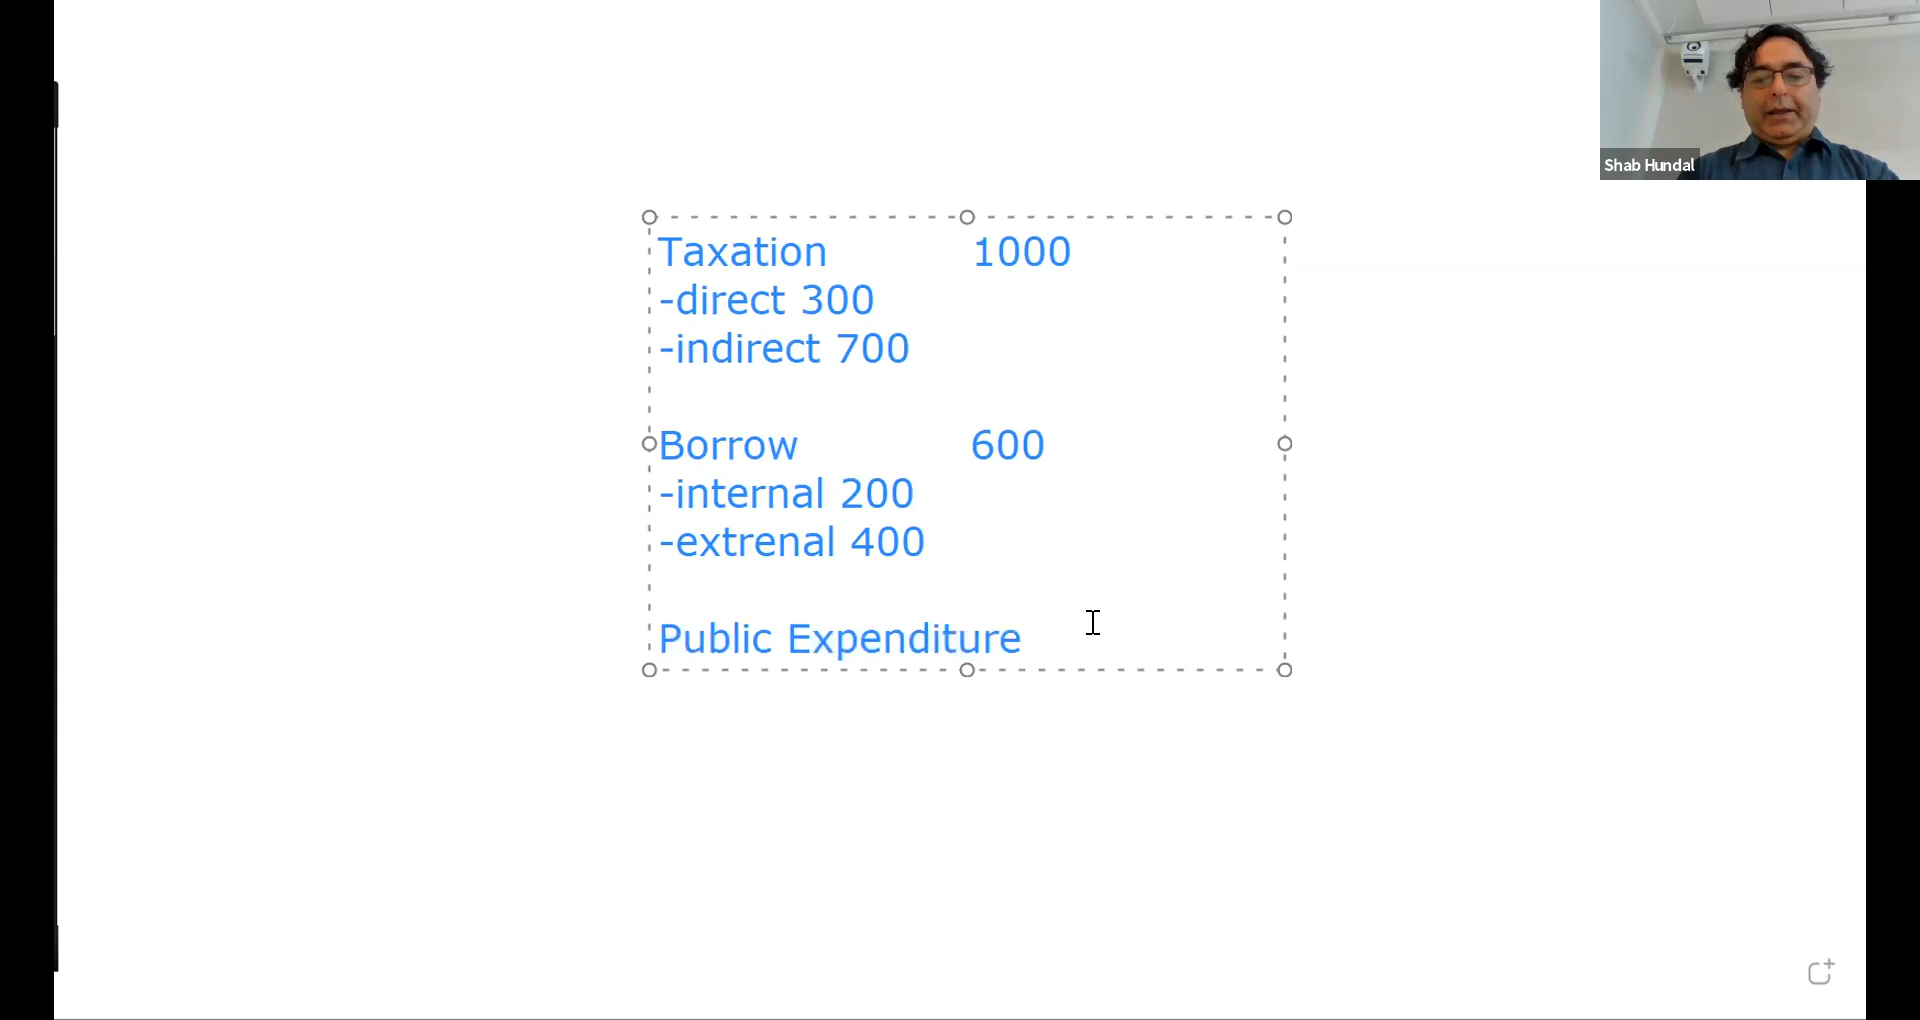 Shab Hundal
Taxation 1000
-direct 300
-indirect 700
Borrow 600
-internal 200
-extrenal 400
Public Expenditure